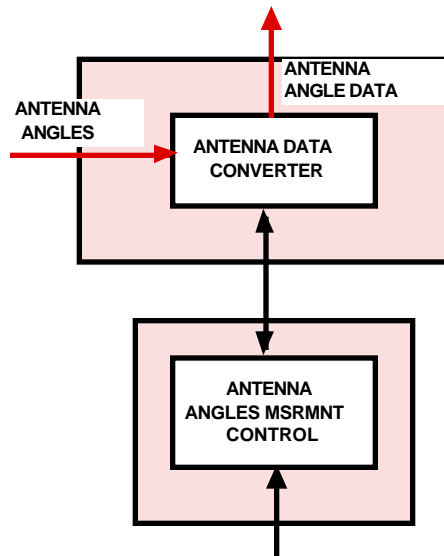 ANTENNA
ANGLE DATA
ANTENNA
ANGLES
ANTENNA DATA
CONVERTER
ANTENNA
ANGLES MSRMNT
CONTROL